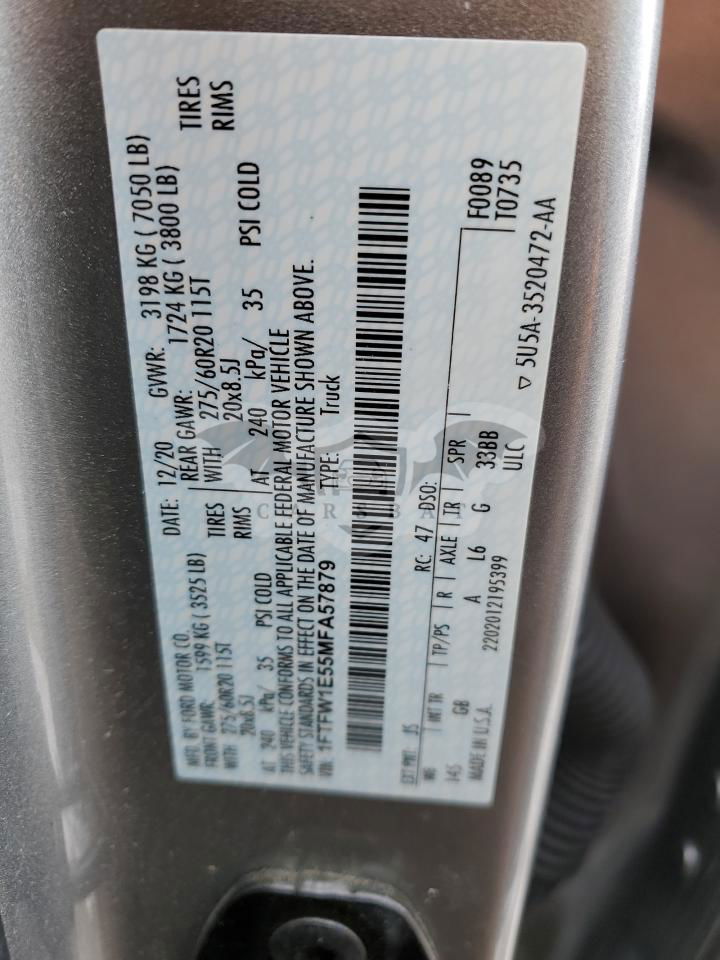 MFD. BY FORD MOTOR CO.
DATE: 12/20 GVWR: 3198 KG ( 7050 LB)
FRONT GAWR: 1599 KG ( 3525 LB) REAR GAWR: 1724 KG ( 3800 LB)
WITH 275/60R20 115T TIRES WITH 275/60R20 115T TIRES
20x8.5J RIMS 20x8.5J RIMS
AT 240 kPa/ 35 PSI COLD AT 240 kPa/ 35 PSI COLD
THIS VEHICLE CONFORMS TO ALL APPLICABLE FEDERAL MOTOR VEHICLE
SAFETY STANDARDS IN EFFECT ON THE DATE OF MANUFACTURE SHOWN ABOVE.
VIN: 1FTFW1E55MFA57879 TYPE: Truck
F0089
T0735
EXT PNT: JS RC: 47 DSO:
WB INT TR TP/PS R AXLE TR SPR
145 GB A L6 G 33BB
MADE IN U.S.A. 2202012195399 ULC
▽ 5U5A-3520472-AA
CARBBAT